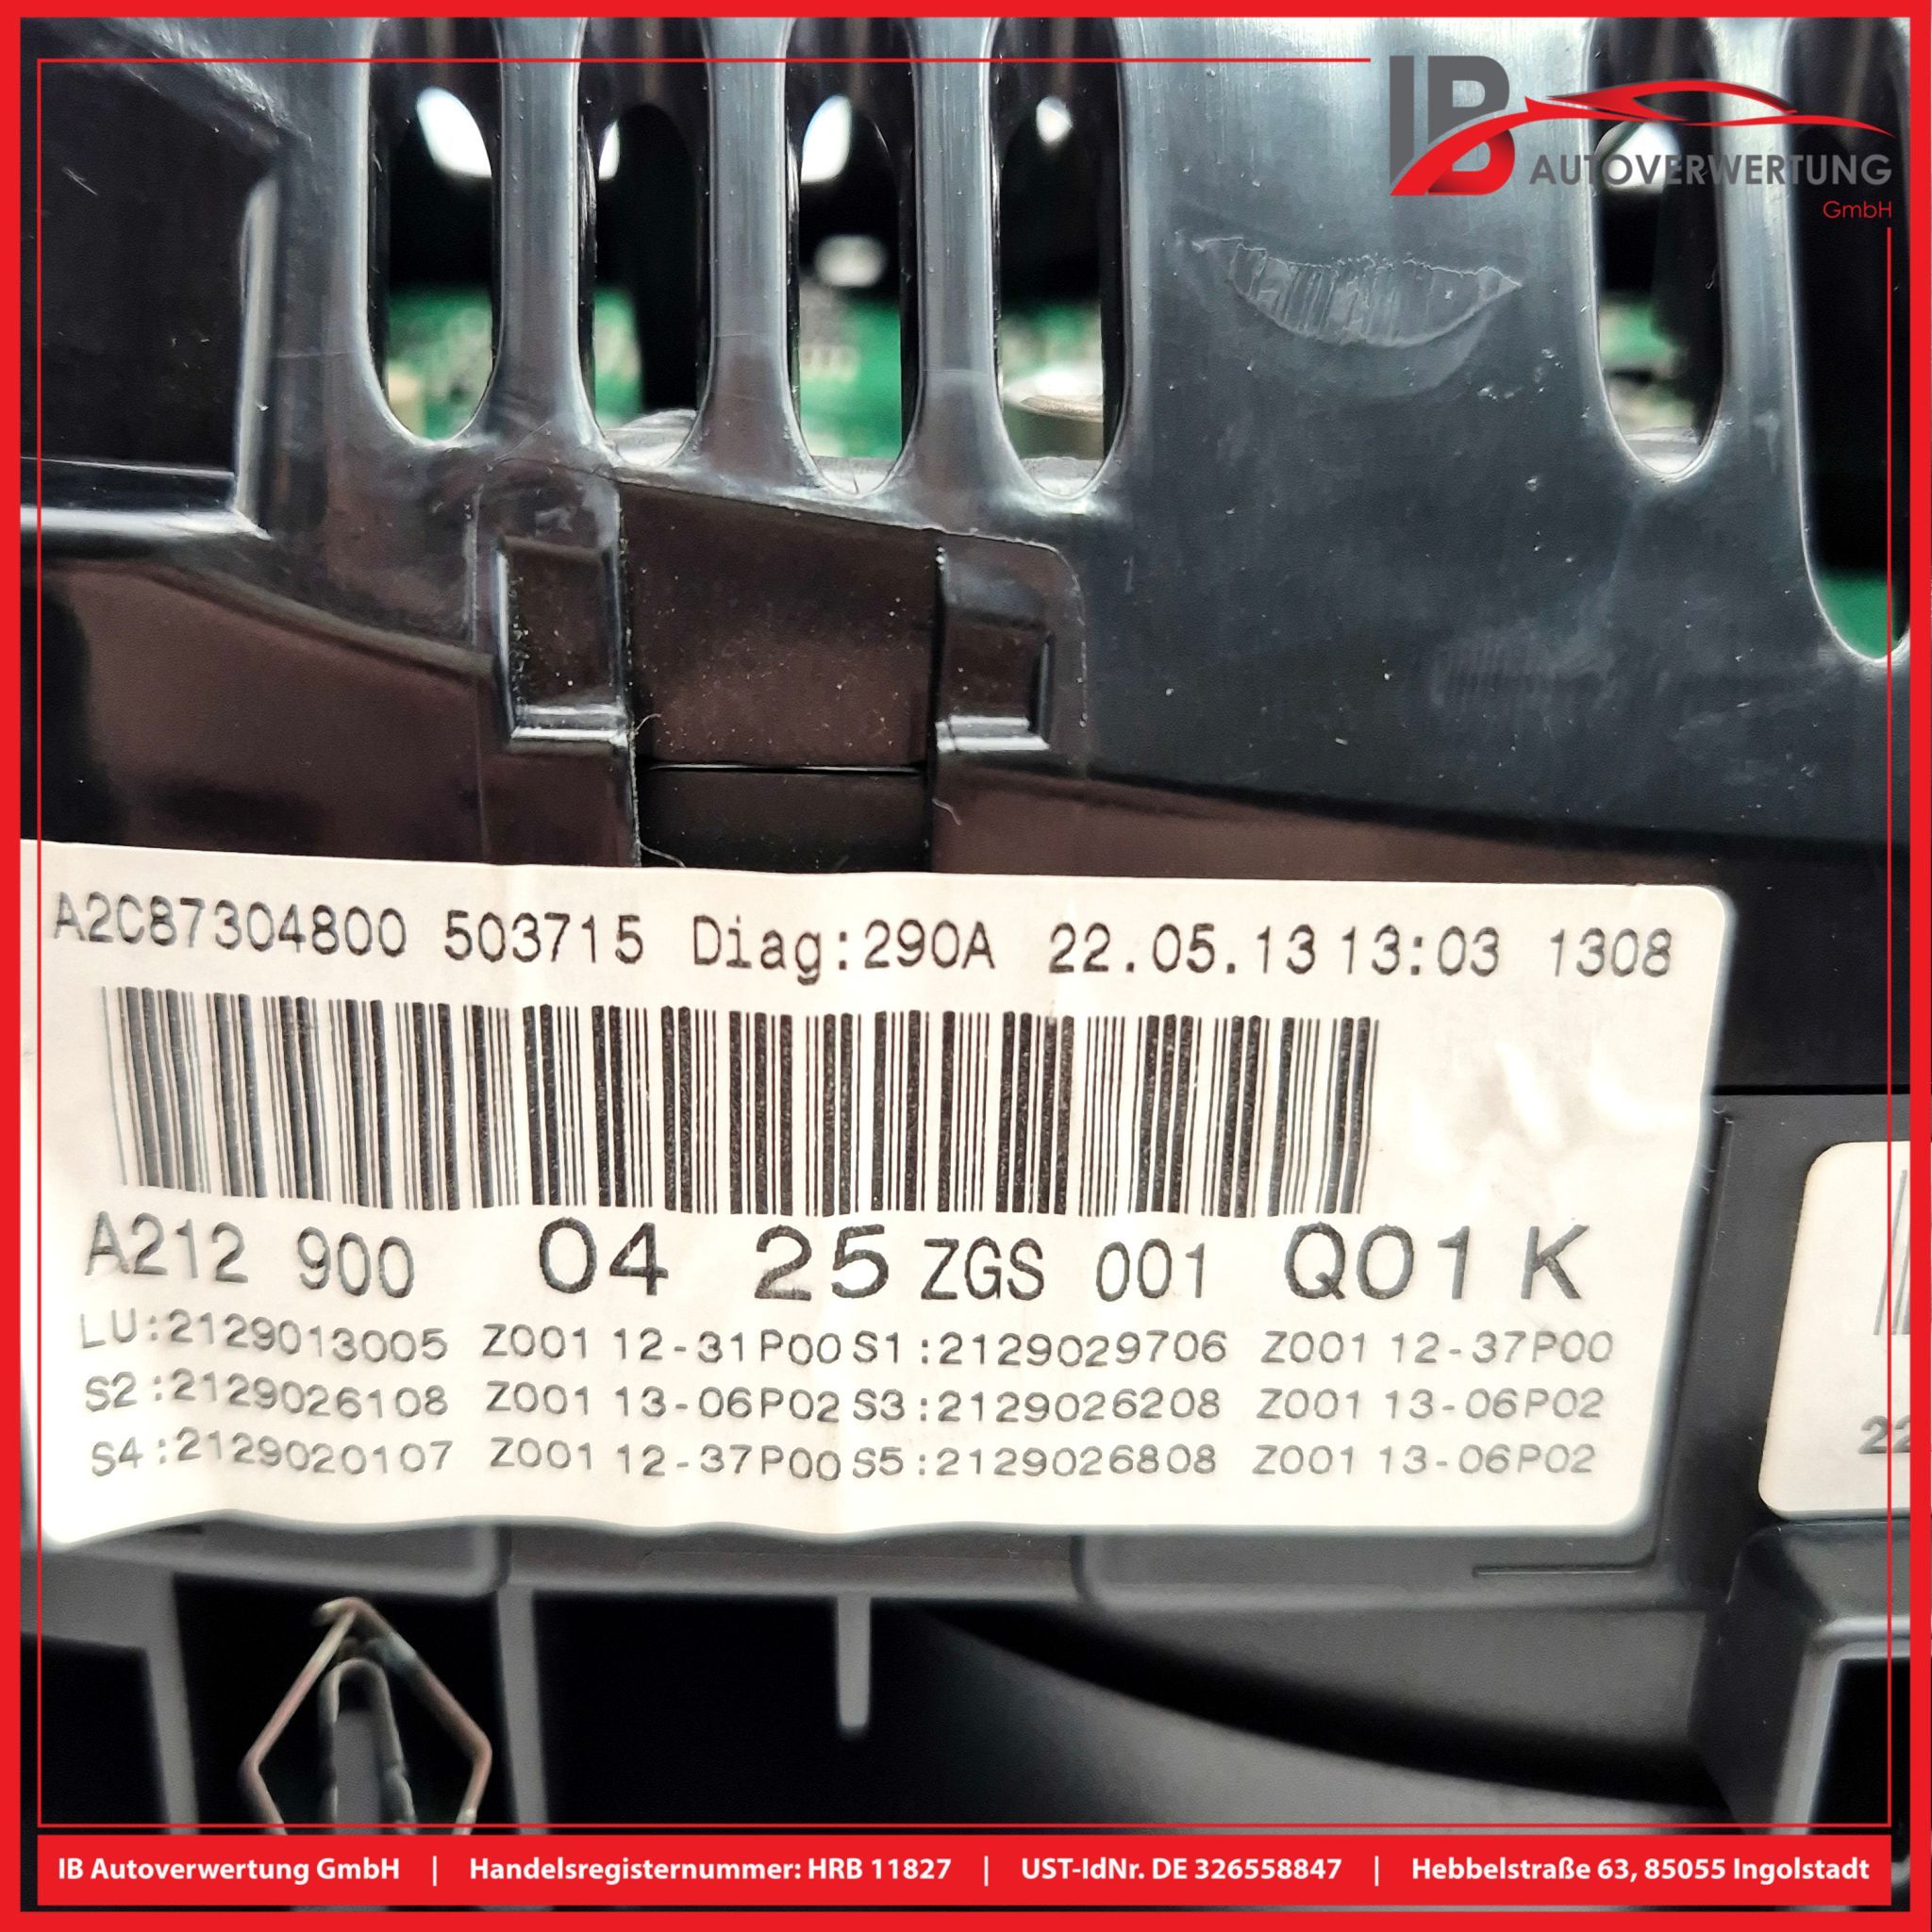 IB
AUTOVERWERTUNG
GmbH
A2C87304800 503715 Diag:290A 22.05.13 13:03 1308
A212 900 04 25 ZGS 001 Q01 K
LU:2129013005 Z001 12-31P00 S1:2129029706 Z001 12-37P00
S2:2129026108 Z001 13-06P02 S3:2129026208 Z001 13-06P02
S4:2129020107 Z001 12-37P00 S5:2129026808 Z001 13-06P02
22
IB Autoverwertung GmbH | Handelsregisternummer: HRB 11827 | UST-IdNr. DE 326558847 | Hebbelstraße 63, 85055 Ingolstadt